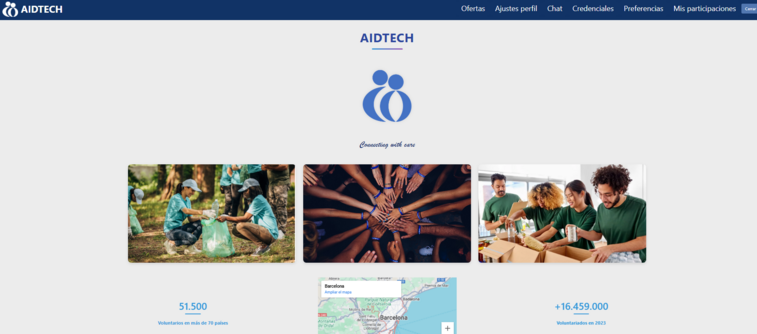 AIDTECH
Ofertas Ajustes perfil Chat Credenciales Preferencias Mis participaciones Cerrar
AIDTECH
Connecting with care
Barcelona
Ampliar el mapa
Barcelona
51.500
+16.459.000
Voluntarios en más de 70 países
Voluntariados en 2023